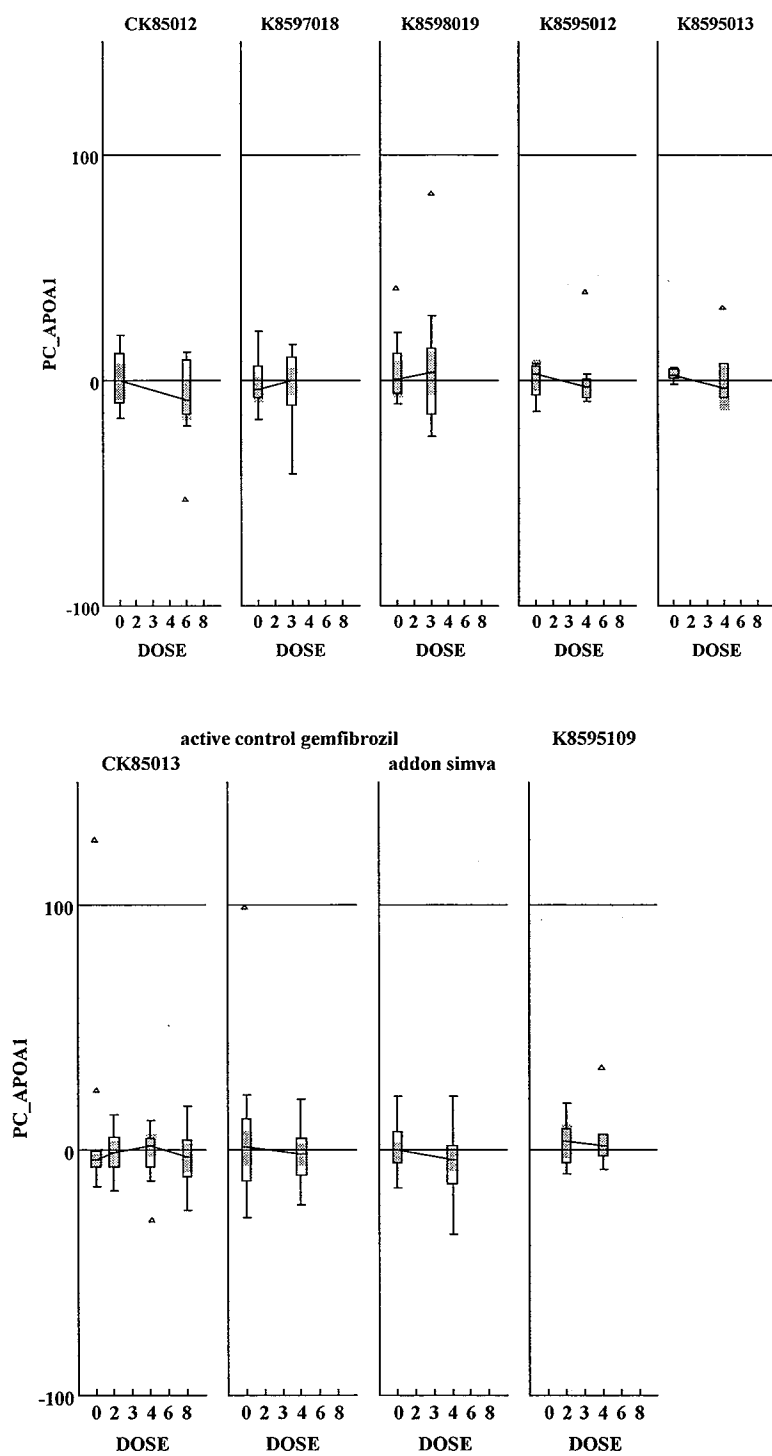 CK85012 K8597018 K8598019 K8595012 K8595013
100
PC_APOA1
0
-100
0 2 3 4 6 8 0 2 3 4 6 8 0 2 3 4 6 8 0 2 3 4 6 8 0 2 3 4 6 8
DOSE DOSE DOSE DOSE DOSE
active control gemfibrozil K8595109
CK85013 addon simva
100
PC_APOA1
0
-100
0 2 3 4 6 8 0 2 3 4 6 8 0 2 3 4 6 8 0 2 3 4 6 8
DOSE DOSE DOSE DOSE